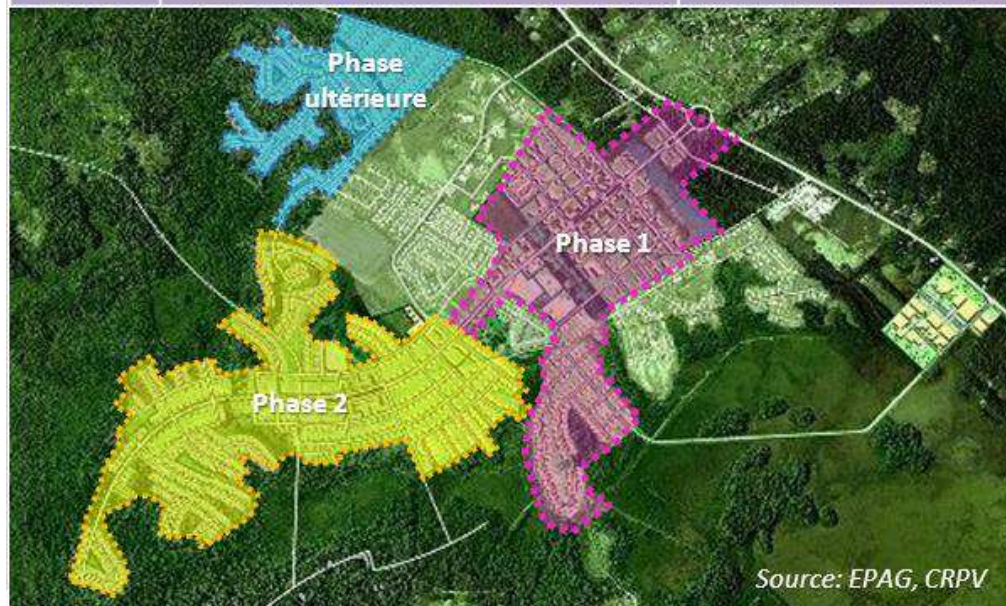 Phase
ultérieure
Phase 1
Phase 2
Source: EPAG, CRPV